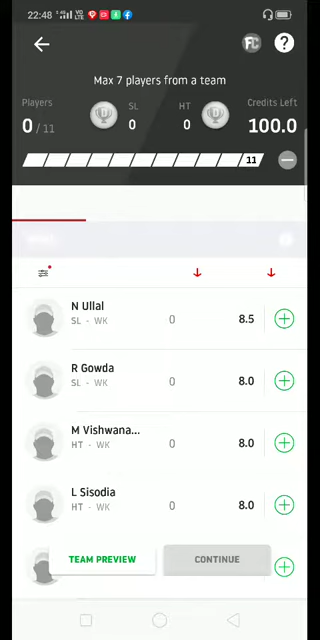 22:48
FC ?
Max 7 players from a team
Players SL HT Credits Left
0 / 11 0 0 100.0
11
N Ullal
SL - WK 0 8.5
R Gowda
SL - WK 0 8.0
M Vishwana...
HT - WK 0 8.0
L Sisodia
HT - WK 0 8.0
TEAM PREVIEW CONTINUE